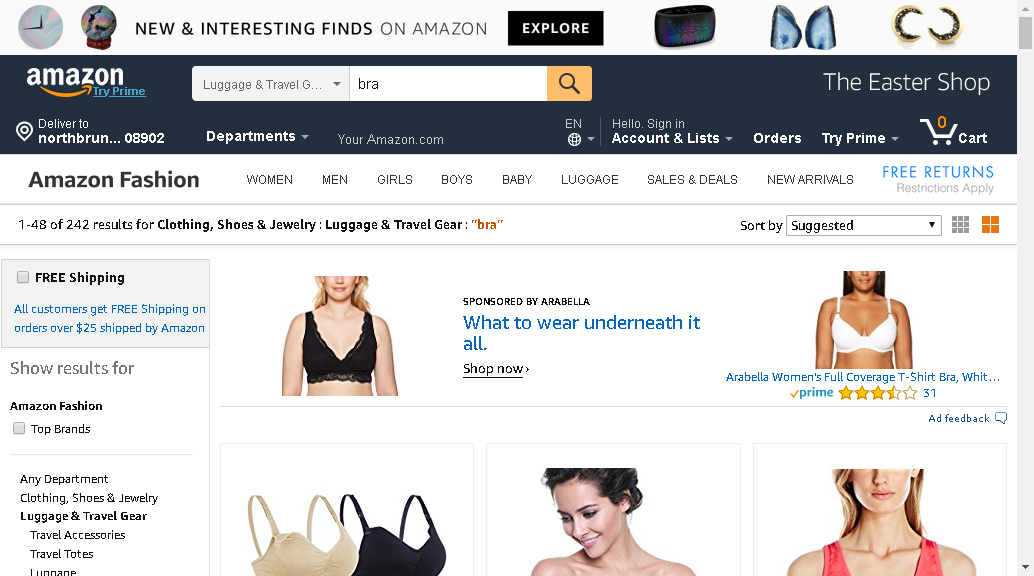 NEW & INTERESTING FINDS ON AMAZON EXPLORE
amazon
Try Prime
Luggage & Travel G... bra
The Easter Shop
Deliver to
northbrun... 08902
Departments
Your Amazon.com
EN
Hello. Sign in
Account & Lists
Orders
Try Prime
0
Cart
Amazon Fashion
WOMEN MEN GIRLS BOYS BABY LUGGAGE SALES & DEALS NEW ARRIVALS
FREE RETURNS
Restrictions Apply
1-48 of 242 results for Clothing, Shoes & Jewelry : Luggage & Travel Gear : "bra"
Sort by Suggested
FREE Shipping
All customers get FREE Shipping on
orders over $25 shipped by Amazon
Show results for
Amazon Fashion
Top Brands
Any Department
Clothing, Shoes & Jewelry
Luggage & Travel Gear
Travel Accessories
Travel Totes
Luggage
SPONSORED BY ARABELLA
What to wear underneath it
all.
Shop now ›
Arabella Women's Full Coverage T-Shirt Bra, Whit...
prime 31
Ad feedback